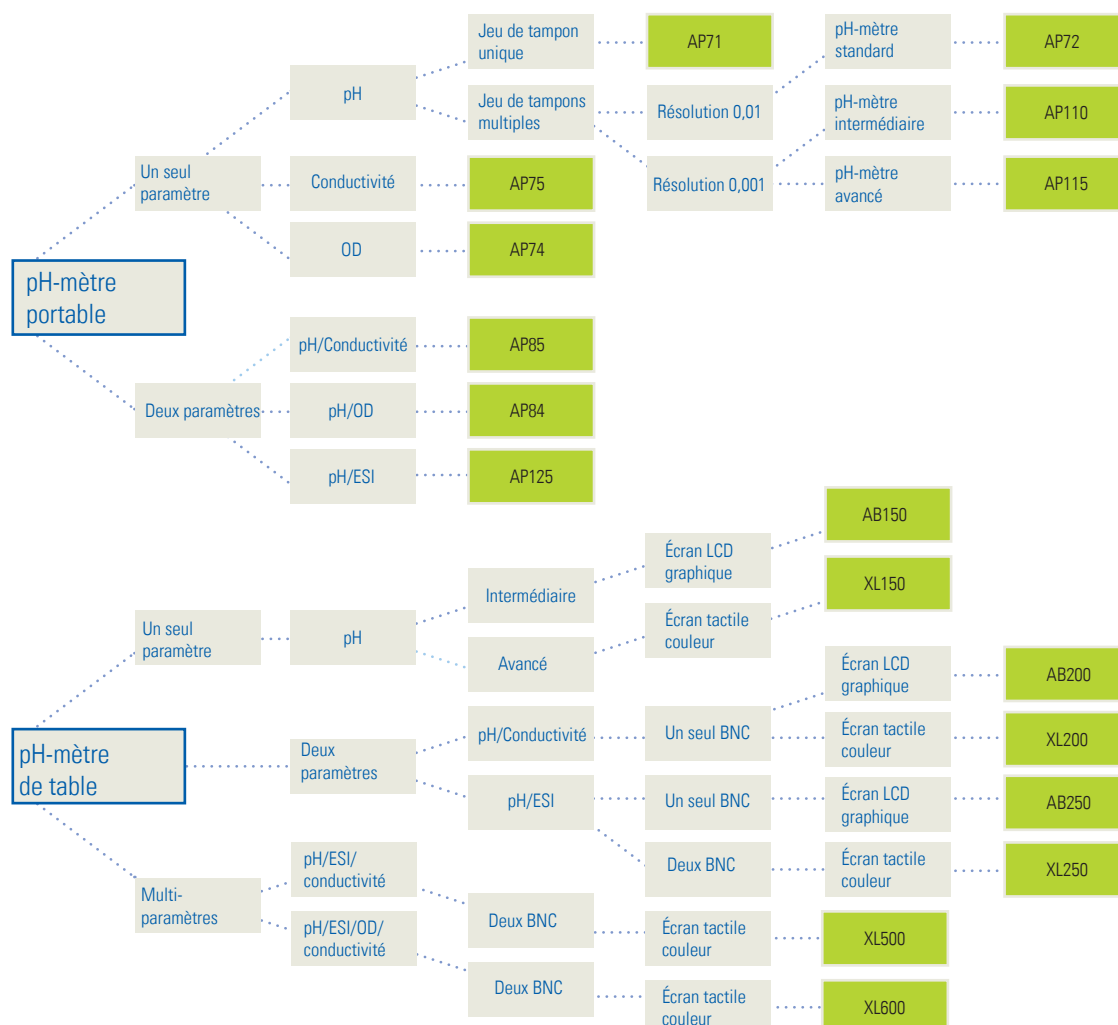 Jeu de tampon
unique
AP71
pH-mètre
standard
AP72
pH
Jeu de tampons
multiples
Résolution 0,01
pH-mètre
intermédiaire
AP110
Un seul
paramètre
Conductivité
AP75
Résolution 0,001
pH-mètre
avancé
AP115
OD
AP74
pH-mètre
portable
pH/Conductivité
AP85
Deux paramètres
pH/OD
AP84
pH/ESI
AP125
AB150
Écran LCD
graphique
Intermédiaire
XL150
Un seul
paramètre
pH
Écran tactile
couleur
Avancé
Écran LCD
graphique
AB200
pH/Conductivité
Un seul BNC
Écran tactile
couleur
XL200
pH-mètre
de table
Deux
paramètres
pH/ESI
Un seul BNC
Écran LCD
graphique
AB250
Deux BNC
Écran tactile
couleur
XL250
Multi-
paramètres
pH/ESI/
conductivité
Deux BNC
Écran tactile
couleur
XL500
pH/ESI/OD/
conductivité
Deux BNC
Écran tactile
couleur
XL600